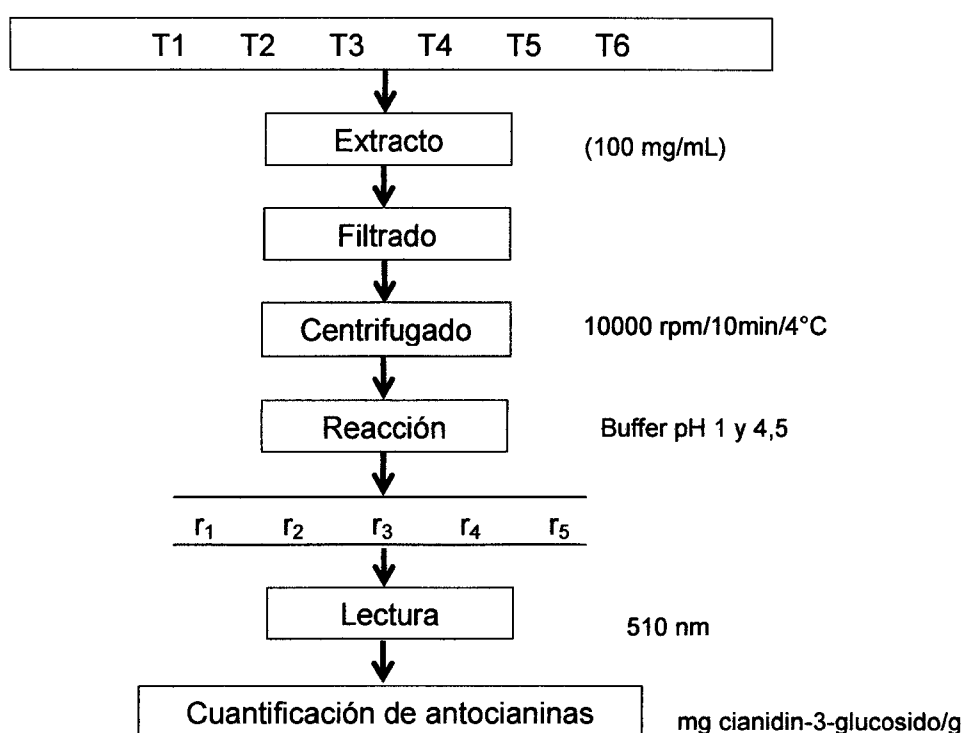 T1 T2 T3 T4 T5 T6
Extracto (100 mg/mL)
Filtrado
Centrifugado 10000 rpm/10min/4°C
Reacción Buffer pH 1 y 4,5
r₁ r₂ r₃ r₄ r₅
Lectura 510 nm
Cuantificación de antocianinas mg cianidin-3-glucosido/g